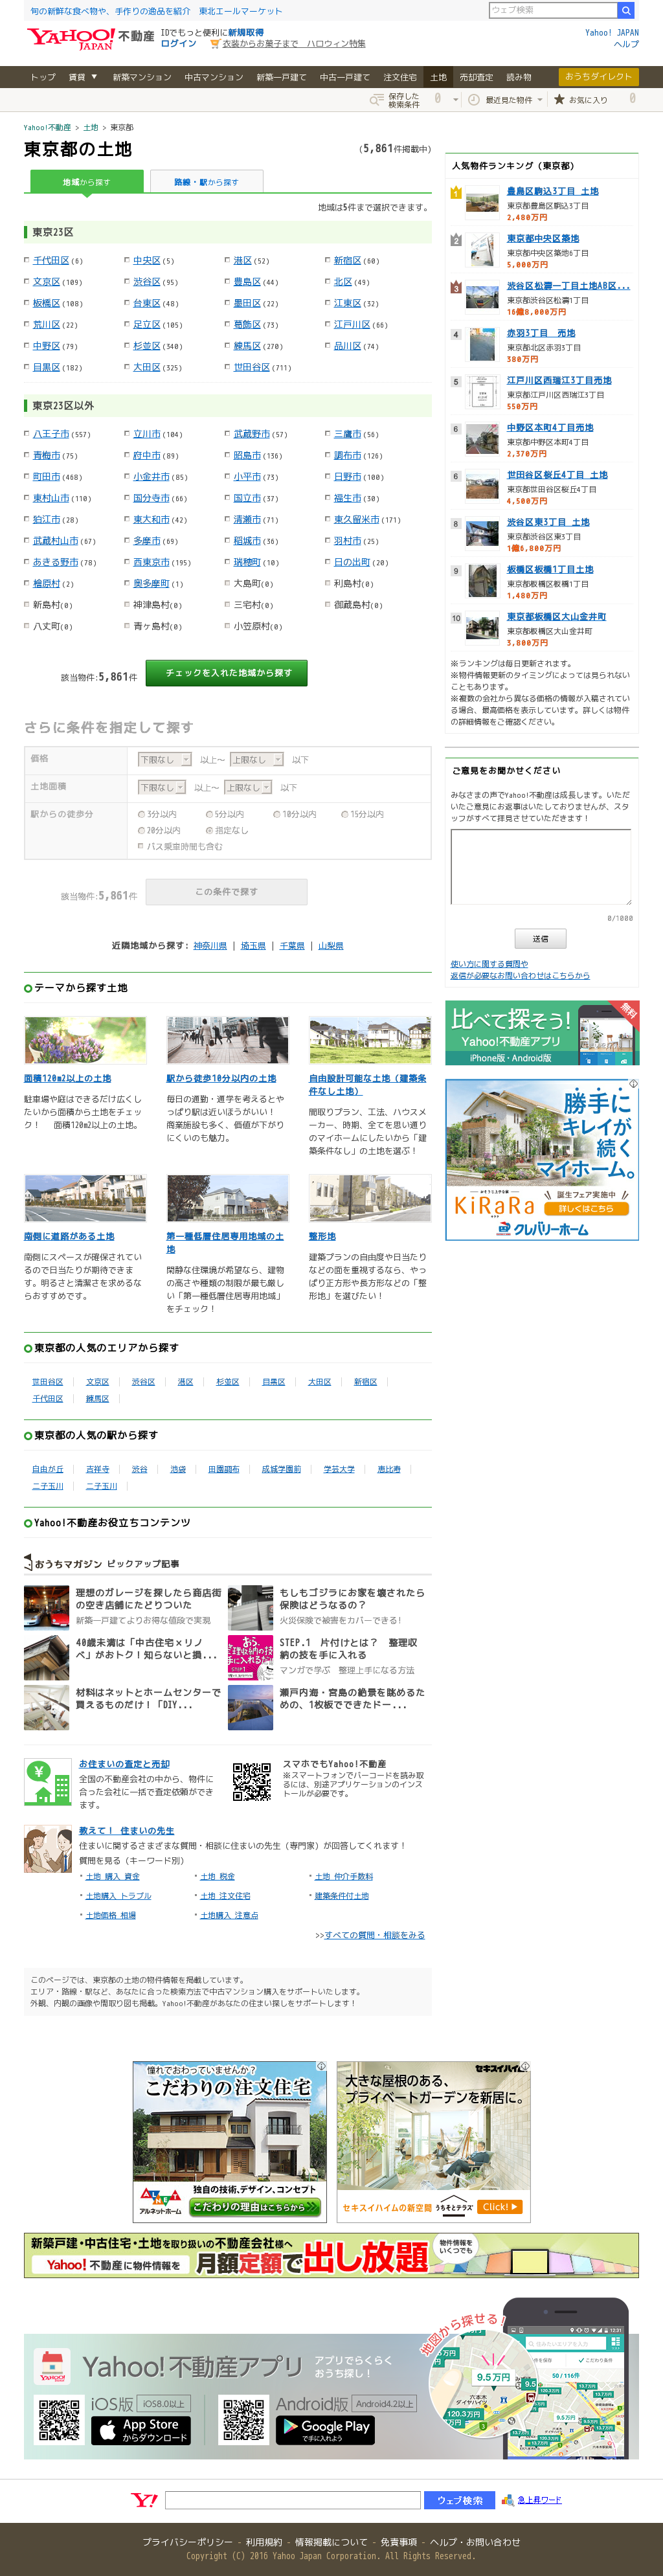 旬の新鮮な食べ物や、手作りの逸品を紹介　東北エールマーケット
ウェブ検索
YAHOO! JAPAN 不動産
IDでもっと便利に新規取得
ログイン
衣装からお菓子まで　ハロウィン特集
Yahoo! JAPAN
ヘルプ
トップ 賃貸 ▼ 新築マンション 中古マンション 新築一戸建て 中古一戸建て 注文住宅 土地 売却査定 読み物 おうちダイレクト
保存した検索条件 最近見た物件 お気に入り
Yahoo!不動産 > 土地 > 東京都
東京都の土地
(5,861件掲載中)
地域から探す 路線・駅から探す
地域は5件まで選択できます。
東京23区
千代田区(6) 中央区(5) 港区(52) 新宿区(60)
文京区(109) 渋谷区(95) 豊島区(44) 北区(49)
板橋区(108) 台東区(48) 墨田区(22) 江東区(32)
荒川区(22) 足立区(105) 葛飾区(73) 江戸川区(66)
中野区(79) 杉並区(340) 練馬区(270) 品川区(74)
目黒区(182) 大田区(325) 世田谷区(711)
東京23区以外
八王子市(557) 立川市(104) 武蔵野市(57) 三鷹市(56)
青梅市(75) 府中市(89) 昭島市(136) 調布市(126)
町田市(468) 小金井市(85) 小平市(73) 日野市(100)
東村山市(110) 国分寺市(66) 国立市(37) 福生市(30)
狛江市(28) 東大和市(42) 清瀬市(71) 東久留米市(171)
武蔵村山市(67) 多摩市(69) 稲城市(36) 羽村市(25)
あきる野市(78) 西東京市(195) 瑞穂町(10) 日の出町(20)
檜原村(2) 奥多摩町(1) 大島町(0) 利島村(0)
新島村(0) 神津島村(0) 三宅村(0) 御蔵島村(0)
八丈町(0) 青ヶ島村(0) 小笠原村(0)
該当物件:5,861件 チェックを入れた地域から探す
さらに条件を指定して探す
価格 下限なし 以上～ 上限なし 以下
土地面積 下限なし 以上～ 上限なし 以下
駅からの徒歩分 3分以内 5分以内 10分以内 15分以内
20分以内 指定なし
バス乗車時間も含む
該当物件:5,861件 この条件で探す
近隣地域から探す: 神奈川県 | 埼玉県 | 千葉県 | 山梨県
テーマから探す土地
面積120m2以上の土地
駐車場や庭はできるだけ広くしたいから面積から土地をチェック！　面積120m2以上の土地。
駅から徒歩10分以内の土地
毎日の通勤・通学を考えるとやっぱり駅は近いほうがいい！　商業施設も多く、価値が下がりにくいのも魅力。
自由設計可能な土地（建築条件なし土地）
間取りプラン、工法、ハウスメーカー、時期、全てを思い通りのマイホームにしたいから「建築条件なし」の土地を選ぶ！
南側に道路がある土地
南側にスペースが確保されているので日当たりが期待できます。明るさと清潔さを求めるならおすすめです。
第一種低層住居専用地域の土地
閑静な住環境が希望なら、建物の高さや種類の制限が最も厳しい「第一種低層住居専用地域」をチェック！
整形地
建築プランの自由度や日当たりなどの面を重視するなら、やっぱり正方形や長方形などの「整形地」を選びたい！
東京都の人気のエリアから探す
世田谷区 文京区 渋谷区 港区 杉並区 目黒区 大田区 新宿区
千代田区 練馬区
東京都の人気の駅から探す
自由が丘 吉祥寺 渋谷 池袋 田園調布 成城学園前 学芸大学 恵比寿
二子玉川 二子玉川
Yahoo!不動産お役立ちコンテンツ
おうちマガジン ピックアップ記事
理想のガレージを探したら商店街の空き店舗にたどりついた
新築一戸建てよりお得な値段で実現
もしもゴジラにお家を壊されたら保険はどうなるの？
火災保険で被害をカバーできる!
40歳未満は「中古住宅×リノベ」がおトク！知らないと損...
STEP.1　片付けとは？　整理収納の技を手に入れる
マンガで学ぶ　整理上手になる方法
材料はネットとホームセンターで買えるものだけ！「DIY...
瀬戸内海・宮島の絶景を眺めるための、1枚板でできたドー...
お住まいの査定と売却
全国の不動産会社の中から、物件に合った会社に一括で査定依頼ができます。
スマホでもYahoo!不動産
※スマートフォンでバーコードを読み取るには、別途アプリケーションのインストールが必要です。
教えて！ 住まいの先生
住まいに関するさまざまな質問・相談に住まいの先生（専門家）が回答してくれます！
質問を見る（キーワード別）
土地 購入 資金 土地 税金 土地 仲介手数料
土地購入 トラブル 土地 注文住宅 建築条件付土地
土地価格 相場 土地購入 注意点
>>すべての質問・相談をみる
このページでは、東京都の土地の物件情報を掲載しています。
エリア・路線・駅など、あなたに合った検索方法で中古マンション購入をサポートいたします。
外観、内観の画像や間取り図も掲載。Yahoo!不動産があなたの住まい探しをサポートします！
人気物件ランキング（東京都）
1 豊島区駒込3丁目 土地
東京都豊島区駒込3丁目
2,480万円
2 東京都中央区築地
東京都中央区築地6丁目
5,000万円
3 渋谷区松濤一丁目土地AB区...
東京都渋谷区松濤1丁目
16億8,000万円
4 赤羽3丁目　売地
東京都北区赤羽3丁目
380万円
5 江戸川区西瑞江3丁目売地
東京都江戸川区西瑞江3丁目
550万円
6 中野区本町4丁目売地
東京都中野区本町4丁目
2,370万円
6 世田谷区桜丘4丁目 土地
東京都世田谷区桜丘4丁目
4,500万円
8 渋谷区東3丁目 土地
東京都渋谷区東3丁目
1億6,800万円
9 板橋区板橋1丁目土地
東京都板橋区板橋1丁目
1,480万円
10 東京都板橋区大山金井町
東京都板橋区大山金井町
3,800万円
※ランキングは毎日更新されます。
※物件情報更新のタイミングによっては見られないこともあります。
※複数の会社から異なる価格の情報が入稿されている場合、最高価格を表示しています。詳しくは物件の詳細情報をご確認ください。
ご意見をお聞かせください
みなさまの声でYahoo!不動産は成長します。いただいたご意見にお返事はいたしておりませんが、スタッフがすべて拝見させていただきます！
0/1000
送信
使い方に関する質問や
返信が必要なお問い合わせはこちらから
無料
比べて探そう!
Yahoo!不動産アプリ
iPhone版・Android版
勝手にキレイが続くマイホーム。
KiRaRa
誕生フェア実施中
詳しくはこちら
クレバリーホーム
憧れでおわっていませんか?
こだわりの注文住宅
独自の技術、デザイン、コンセプト
アルネットホーム
こだわりの理由はこちらから
セキスイハイム
大きな屋根のある、
プライベートガーデンを新居に。
セキスイハイムの新空間 うちそとテラス Click!
新築戸建・中古住宅・土地を取り扱いの不動産会社様へ
Yahoo!不動産に物件情報を 月額定額で出し放題
物件情報をいくつでも
Yahoo!不動産アプリ
アプリでらくらくおうち探し!
地図から探せる!
iOS版 iOS8.0以上
App Store からダウンロード
Android版 Android4.2以上
Google Play で手に入れよう
ウェブ検索 急上昇ワード
プライバシーポリシー - 利用規約 - 情報掲載について - 免責事項 - ヘルプ・お問い合わせ
Copyright (C) 2016 Yahoo Japan Corporation. All Rights Reserved.